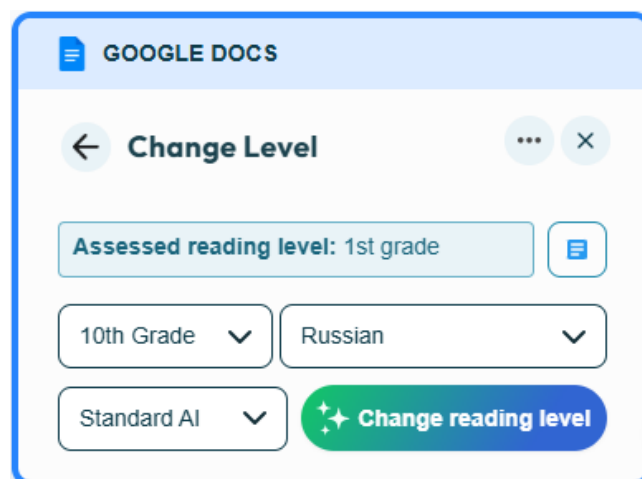 GOOGLE DOCS
Change Level
Assessed reading level: 1st grade
10th Grade
Russian
Standard AI
Change reading level